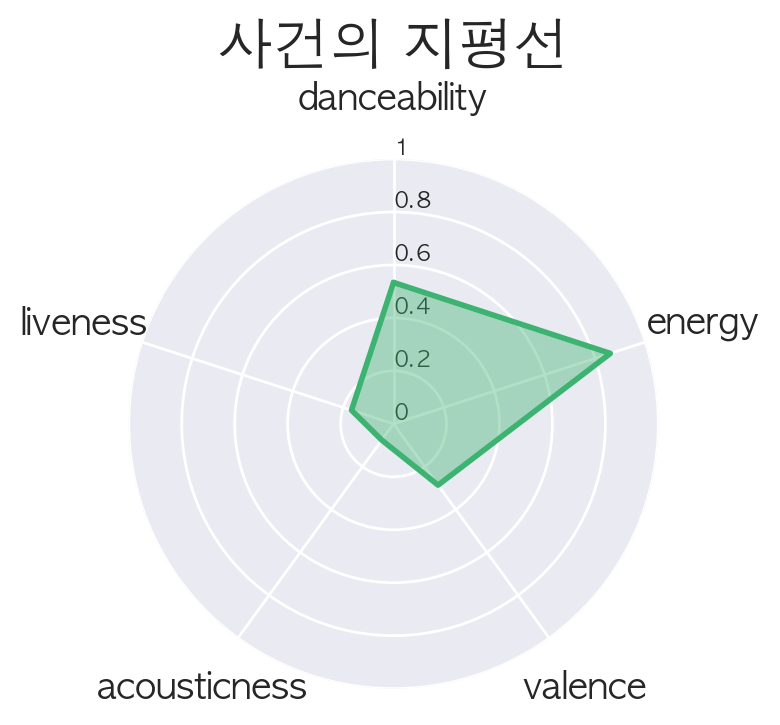 사건의 지평선
danceability
1
0.8
0.6
0.4
0.2
0
liveness
energy
acousticness
valence